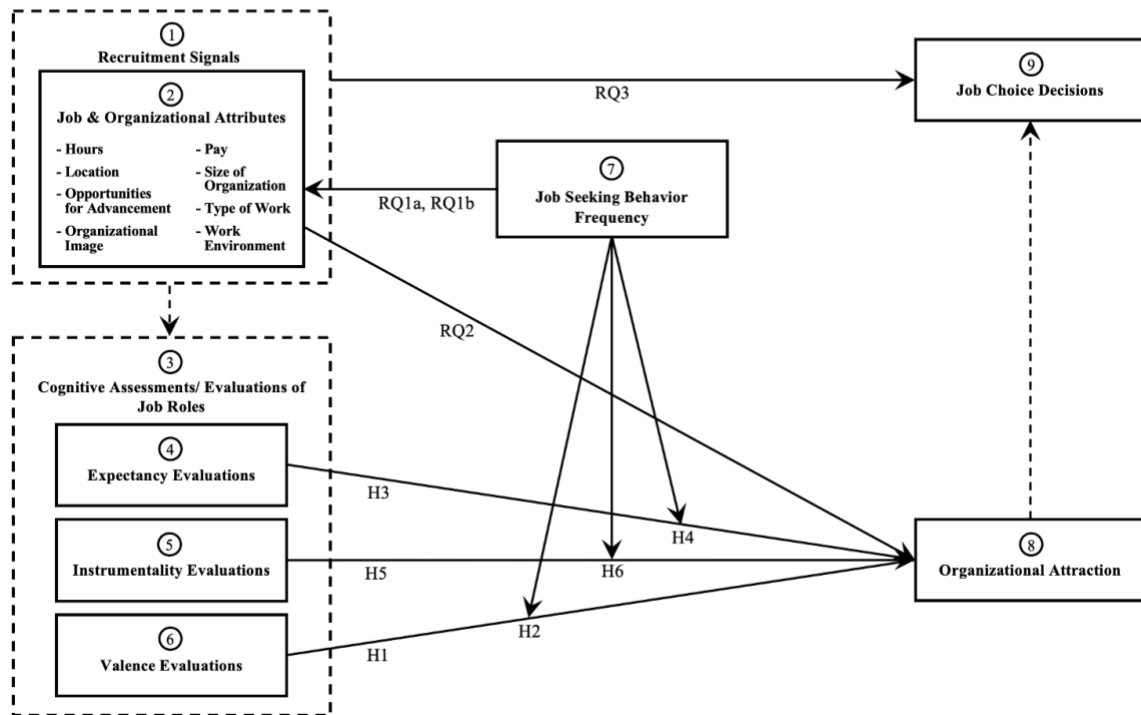 1
Recruitment Signals
2
Job & Organizational Attributes
- Hours
- Location
- Opportunities
for Advancement
- Organizational
Image
- Pay
- Size of
Organization
- Type of Work
- Work
Environment
RQ3
9
Job Choice Decisions
7
Job Seeking Behavior
Frequency
RQ1a, RQ1b
RQ2
3
Cognitive Assessments/ Evaluations of
Job Roles
4
Expectancy Evaluations
H3
H4
5
Instrumentality Evaluations
H5
H6
8
Organizational Attraction
6
Valence Evaluations
H1
H2